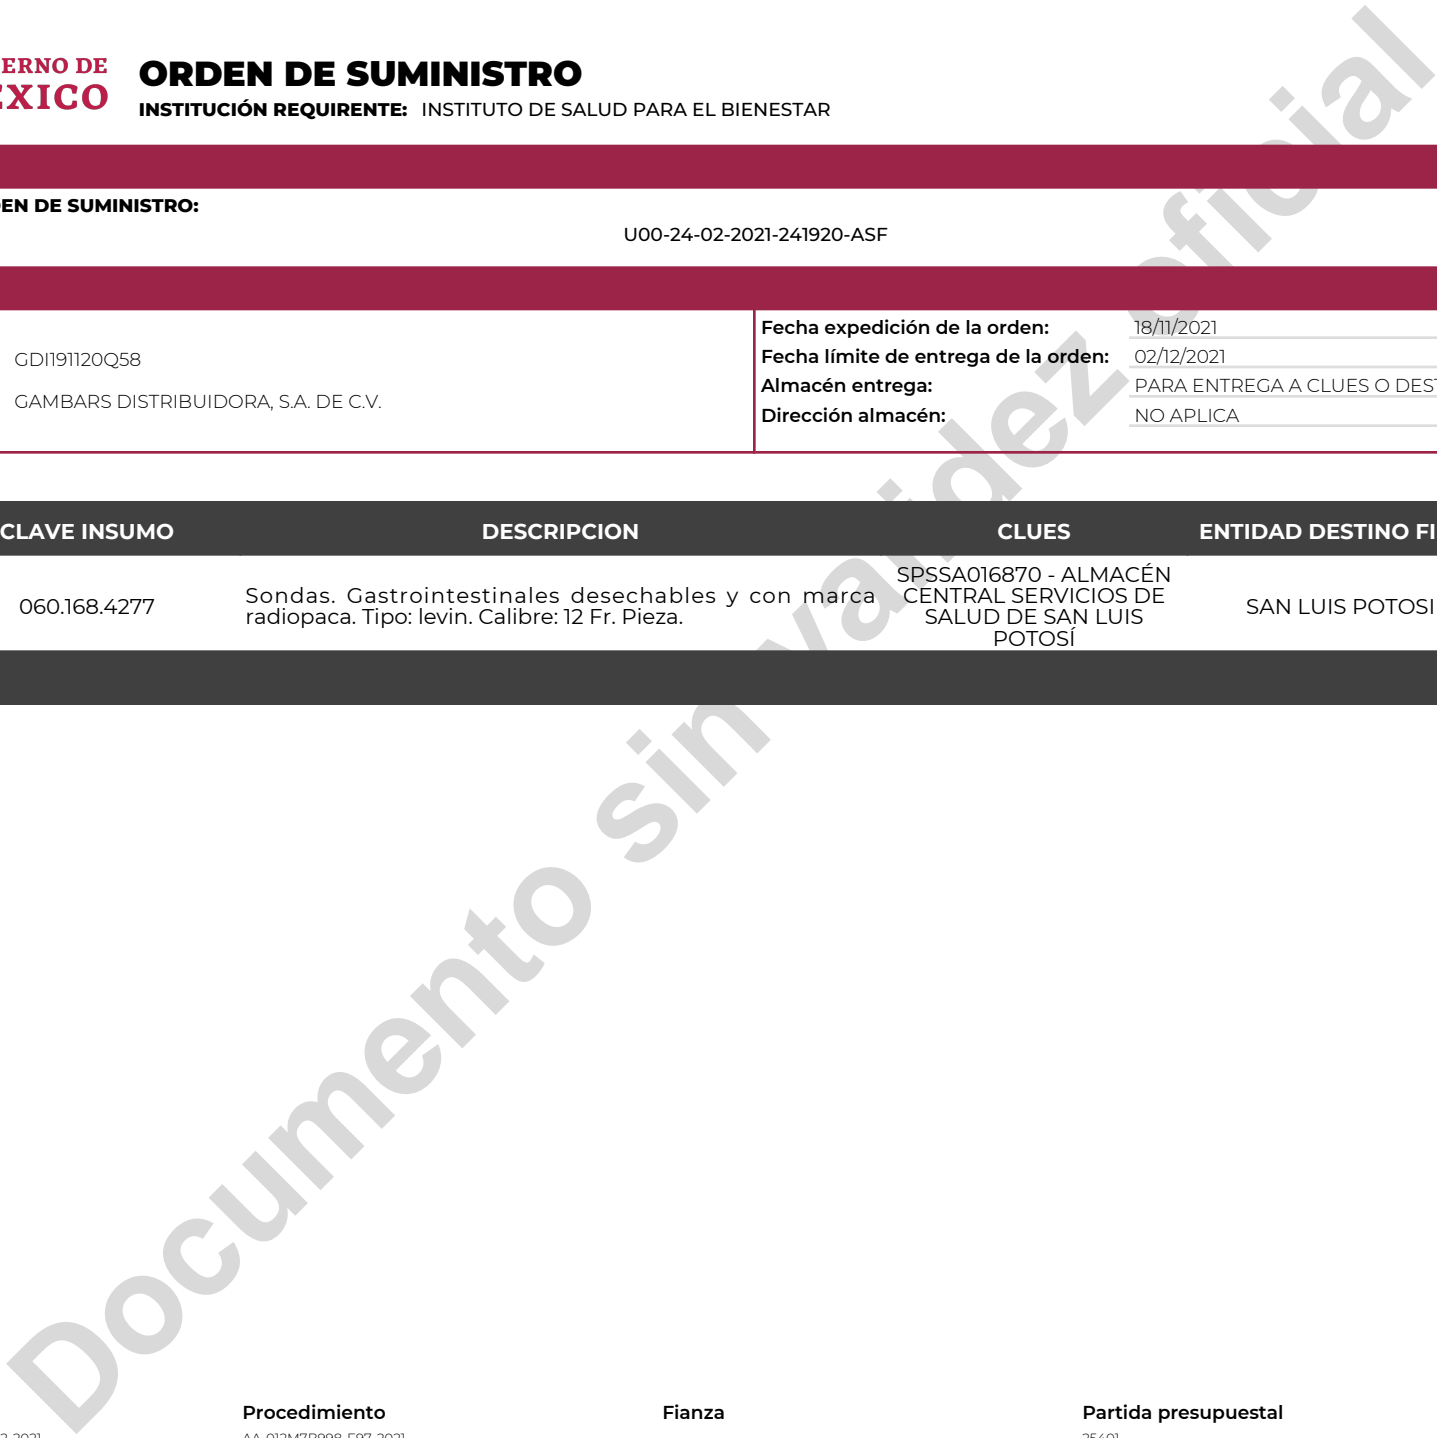 ERNO DE
EXICO
ORDEN DE SUMINISTRO
INSTITUCIÓN REQUIRENTE: INSTITUTO DE SALUD PARA EL BIENESTAR
EN DE SUMINISTRO:
U00-24-02-2021-241920-ASF
GDI191120Q58
GAMBARS DISTRIBUIDORA, S.A. DE C.V.
Fecha expedición de la orden: 18/11/2021
Fecha límite de entrega de la orden: 02/12/2021
Almacén entrega: PARA ENTREGA A CLUES O DEST
Dirección almacén: NO APLICA
CLAVE INSUMO DESCRIPCION CLUES ENTIDAD DESTINO FI
060.168.4277
Sondas. Gastrointestinales desechables y con marca
radiopaca. Tipo: levin. Calibre: 12 Fr. Pieza.
SPSSA016870 - ALMACÉN
CENTRAL SERVICIOS DE
SALUD DE SAN LUIS
POTOSÍ
SAN LUIS POTOSI
Documento sin validez oficial
Procedimiento Fianza Partida presupuestal